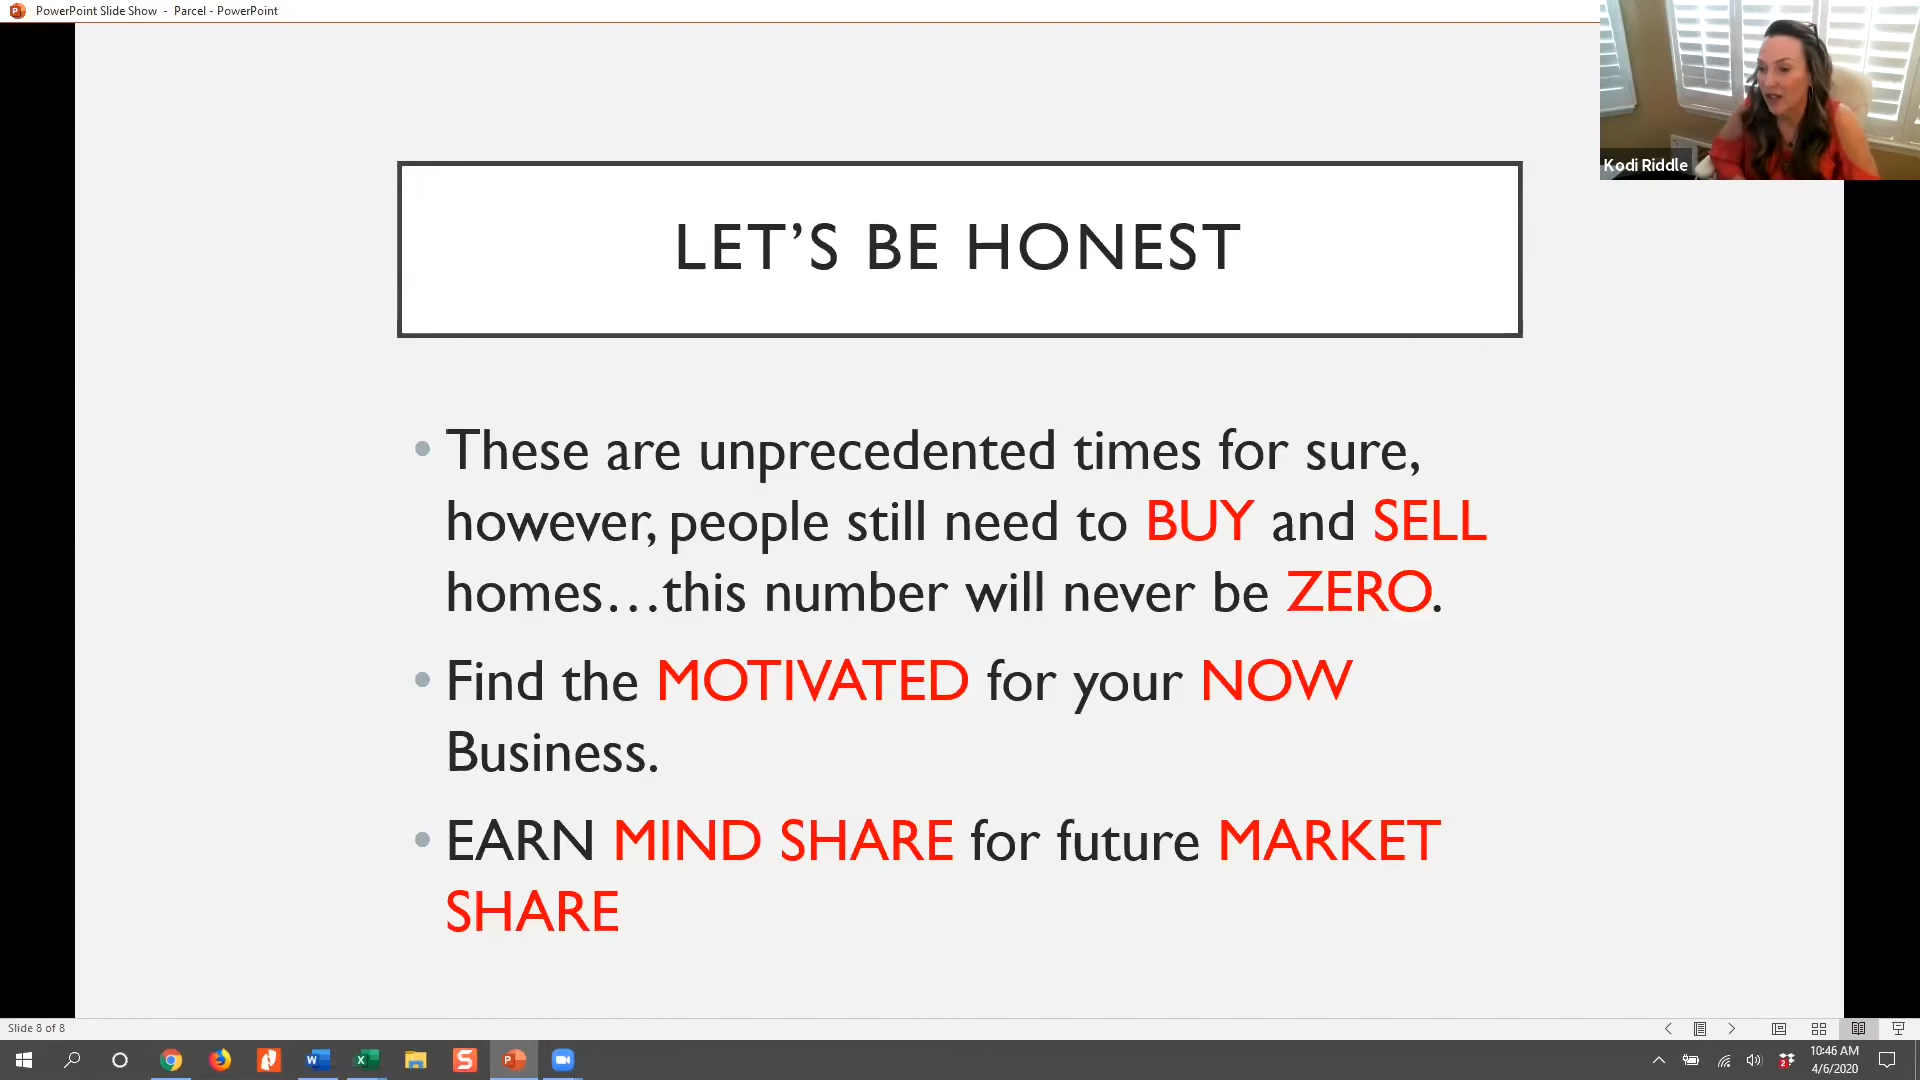 PowerPoint Slide Show - Parcel - PowerPoint
Kodi Riddle
LET’S BE HONEST
• These are unprecedented times for sure,
however, people still need to BUY and SELL
homes…this number will never be ZERO.
• Find the MOTIVATED for your NOW
Business.
• EARN MIND SHARE for future MARKET
SHARE
Slide 8 of 8
10:46 AM
4/6/2020